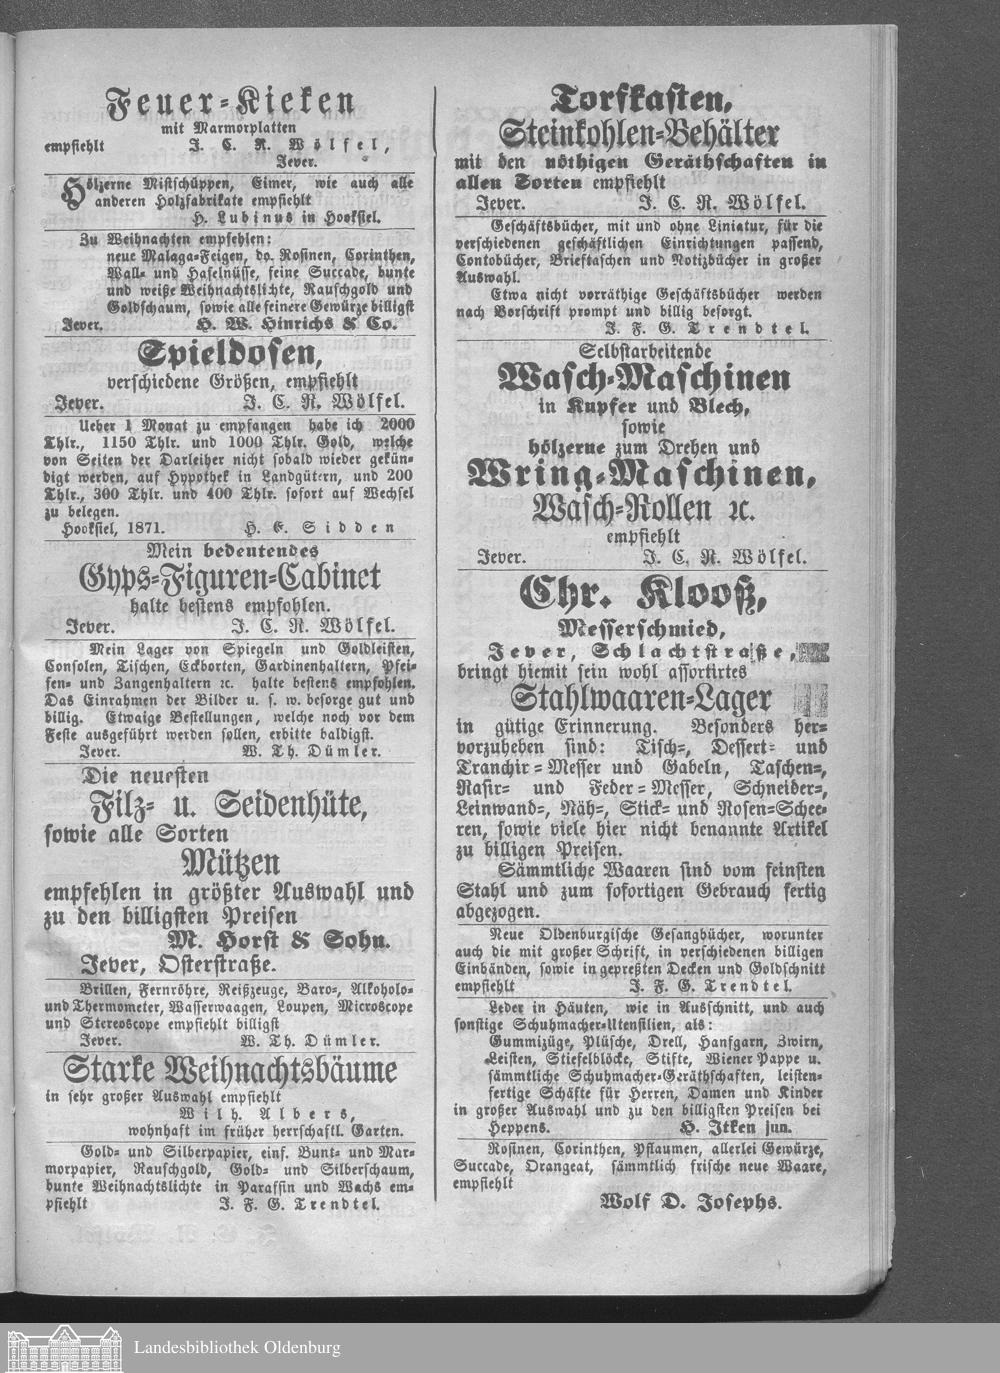 Feuer-Kieken
mit Marmorplatten
empfiehlt J. C. R. Wölfel,
Jever.
Hölzerne Mistschüppen, Eimer, wie auch alle
anderen Holzfabrikate empfiehlt
H. Lubinus in Hooksiel.
Zu Weihnachten empfehlen:
neue Malaga-Feigen, do. Rosinen, Corinthen,
Wall- und Haselnüsse, feine Succade, bunte
und weiße Weihnachtslichte, Rauschgold und
Goldschaum, sowie alle feinere Gewürze billigst
Jever. H. W. Hinrichs & Co.
Spieldosen,
verschiedene Größen, empfiehlt
Jever. J. C. R. Wölfel.
Ueber 1 Monat zu empfangen habe ich 2000
Thlr., 1150 Thlr. und 1000 Thlr. Gold, welche
von Seiten der Darleiher nicht sobald wieder gekün-
digt werden, auf Hypothek in Landgütern, und 200
Thlr., 300 Thlr. und 400 Thlr. sofort auf Wechsel
zu belegen.
Hooksiel, 1871. H. E. Sidden
Mein bedeutendes
Gyps-Figuren-Cabinet
halte bestens empfohlen.
Jever. J. C. R. Wölfel.
Mein Lager von Spiegeln und Goldleisten,
Consolen, Tischen, Eckborten, Gardinenhaltern, Pfei-
fen- und Zangenhaltern ꝛc. halte bestens empfohlen.
Das Einrahmen der Bilder u. s. w. besorge gut und
billig. Etwaige Bestellungen, welche noch vor dem
Feste ausgeführt werden sollen, erbitte baldigst.
Jever. W. Th. Dümler.
Die neuesten
Filz- u. Seidenhüte,
sowie alle Sorten
Mützen
empfehlen in größter Auswahl und
zu den billigsten Preisen
M. Horst & Sohn.
Jever, Osterstraße.
Brillen, Fernröhre, Reißzeuge, Baro-, Alkoholo-
und Thermometer, Wasserwaagen, Loupen, Microscope
und Stereoscope empfiehlt billigst
Jever. W. Th. Dümler.
Starke Weihnachtsbäume
in sehr großer Auswahl empfiehlt
Wilh. Albers,
wohnhaft im früher herrschaftl. Garten.
Gold- und Silberpapier, einf. Bunt- und Mar-
morpapier, Rauschgold, Gold- und Silberschaum,
bunte Weihnachtslichte in Paraffin und Wachs em-
pfiehlt J. F. G. Trendtel.
Torfkasten,
Steinkohlen-Behälter
mit den nöthigen Geräthschaften in
allen Sorten empfiehlt
Jever. J. C. R. Wölfel.
Geschäftsbücher, mit und ohne Liniatur, für die
verschiedenen geschäftlichen Einrichtungen passend,
Contobücher, Brieftaschen und Notizbücher in großer
Auswahl.
Etwa nicht vorräthige Geschäftsbücher werden
nach Vorschrift prompt und billig besorgt.
J. F. G. Trendtel.
Selbstarbeitende
Wasch-Maschinen
in Kupfer und Blech,
sowie
hölzerne zum Drehen und
Wring-Maschinen,
Wasch-Rollen ꝛc.
empfiehlt
Jever. J. C. R. Wölfel.
Chr. Klooß,
Messerschmied,
Jever, Schlachtstraße,
bringt hiemit sein wohl assortirtes
Stahlwaaren-Lager
in gütige Erinnerung. Besonders her-
vorzuheben sind: Tisch-, Dessert- und
Tranchir-Messer und Gabeln, Taschen-,
Rasir- und Feder-Messer, Schneider-,
Leinwand-, Näh-, Stick- und Rosen-Schee-
ren, sowie viele hier nicht benannte Artikel
zu billigen Preisen.
Sämmtliche Waaren sind vom feinsten
Stahl und zum sofortigen Gebrauch fertig
abgezogen.
Neue Oldenburgische Gesangbücher, worunter
auch die mit großer Schrift, in verschiedenen billigen
Einbänden, sowie in gepreßten Decken und Goldschnitt
empfiehlt J. F. G. Trendtel.
Leder in Häuten, wie in Ausschnitt, und auch
sonstige Schuhmacher-Utensilien, als:
Gummizüge, Plüsche, Drell, Hanfgarn, Zwirn,
Leisten, Stiefelblöcke, Stifte, Wiener Pappe u.
sämmtliche Schuhmacher-Geräthschaften, leisten-
fertige Schäfte für Herren, Damen und Kinder
in großer Auswahl und zu den billigsten Preisen bei
Heppens. H. Itken jun.
Rosinen, Corinthen, Pflaumen, allerlei Gewürze,
Succade, Orangeat, sämmtlich frische neue Waare,
empfiehlt
Wolf D. Josephs.
Landesbibliothek Oldenburg